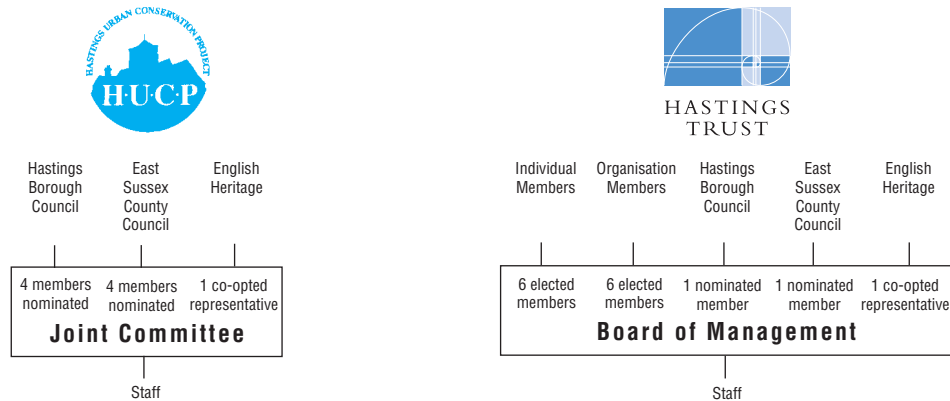 HASTINGS URBAN CONSERVATION PROJECT
H·U·C·P
Hastings
Borough
Council
East
Sussex
County
Council
English
Heritage
4 members
nominated
4 members
nominated
1 co-opted
representative
Joint Committee
Staff
HASTINGS
TRUST
Individual
Members
Organisation
Members
Hastings
Borough
Council
East
Sussex
County
Council
English
Heritage
6 elected
members
6 elected
members
1 nominated
member
1 nominated
member
1 co-opted
representative
Board of Management
Staff